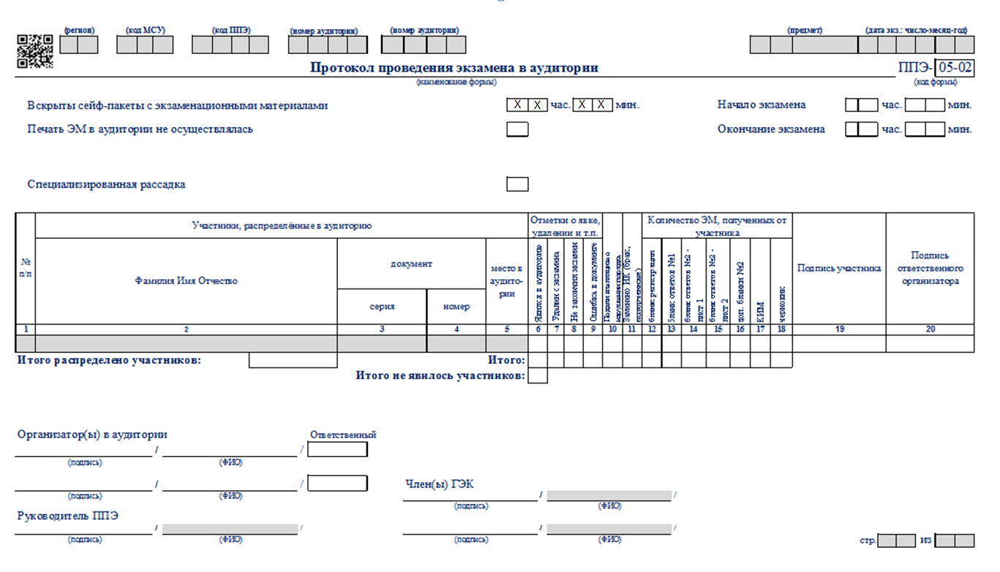 (регион) (код МСУ) (код ППЭ) (номер аудитории) (номер аудитории) (предмет) (дата экз.: число-месяц-год)
Протокол проведения экзамена в аудитории ППЭ- 05-02
(наименование формы) (код формы)
Вскрыты сейф-пакеты с экзаменационными материалами X X час. X X мин. Начало экзамена час. мин.
Печать ЭМ в аудитории не осуществлялась Окончание экзамена час. мин.
Специализированная рассадка
№ п/п
Участники, распределённые в аудиторию
Фамилия Имя Отчество
документ
серия
номер
место в аудито-
рии
Отметки о явке,
удалении и т.п.
Явился в аудиторию
Удален с экзамена
Не закончил экзамен
Ошибка в документе
Подали апелляцию о
нарушении порядка
Заменено ИК (брак,
испорченные)
Количество ЭМ, полученных от
участника
бланк регистрации
бланк ответов №1
бланк ответов №2 -
лист 1
бланк ответов №2 -
лист 2
доп. бланки №2
КИМ
черновик
Подпись участника
Подпись
ответственного
организатора
1 2 3 4 5 6 7 8 9 10 11 12 13 14 15 16 17 18 19 20
Итого распределено участников: Итого:
Итого не явилось участников:
Организатор(ы) в аудитории Ответственный
/ /
(подпись) (ФИО)
/ /
(подпись) (ФИО)
Член(ы) ГЭК
/ /
(подпись) (ФИО)
Руководитель ППЭ
/ / / /
(подпись) (ФИО) (подпись) (ФИО)
стр. из